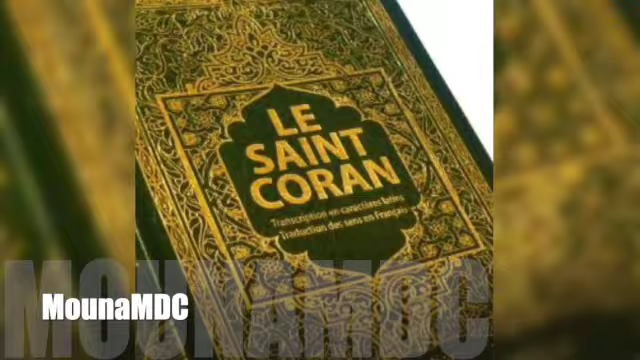 LE
SAINT
CORAN
Transcription en caractères latins
Traduction des sens en Français
MOUNAMDC
MounaMDC